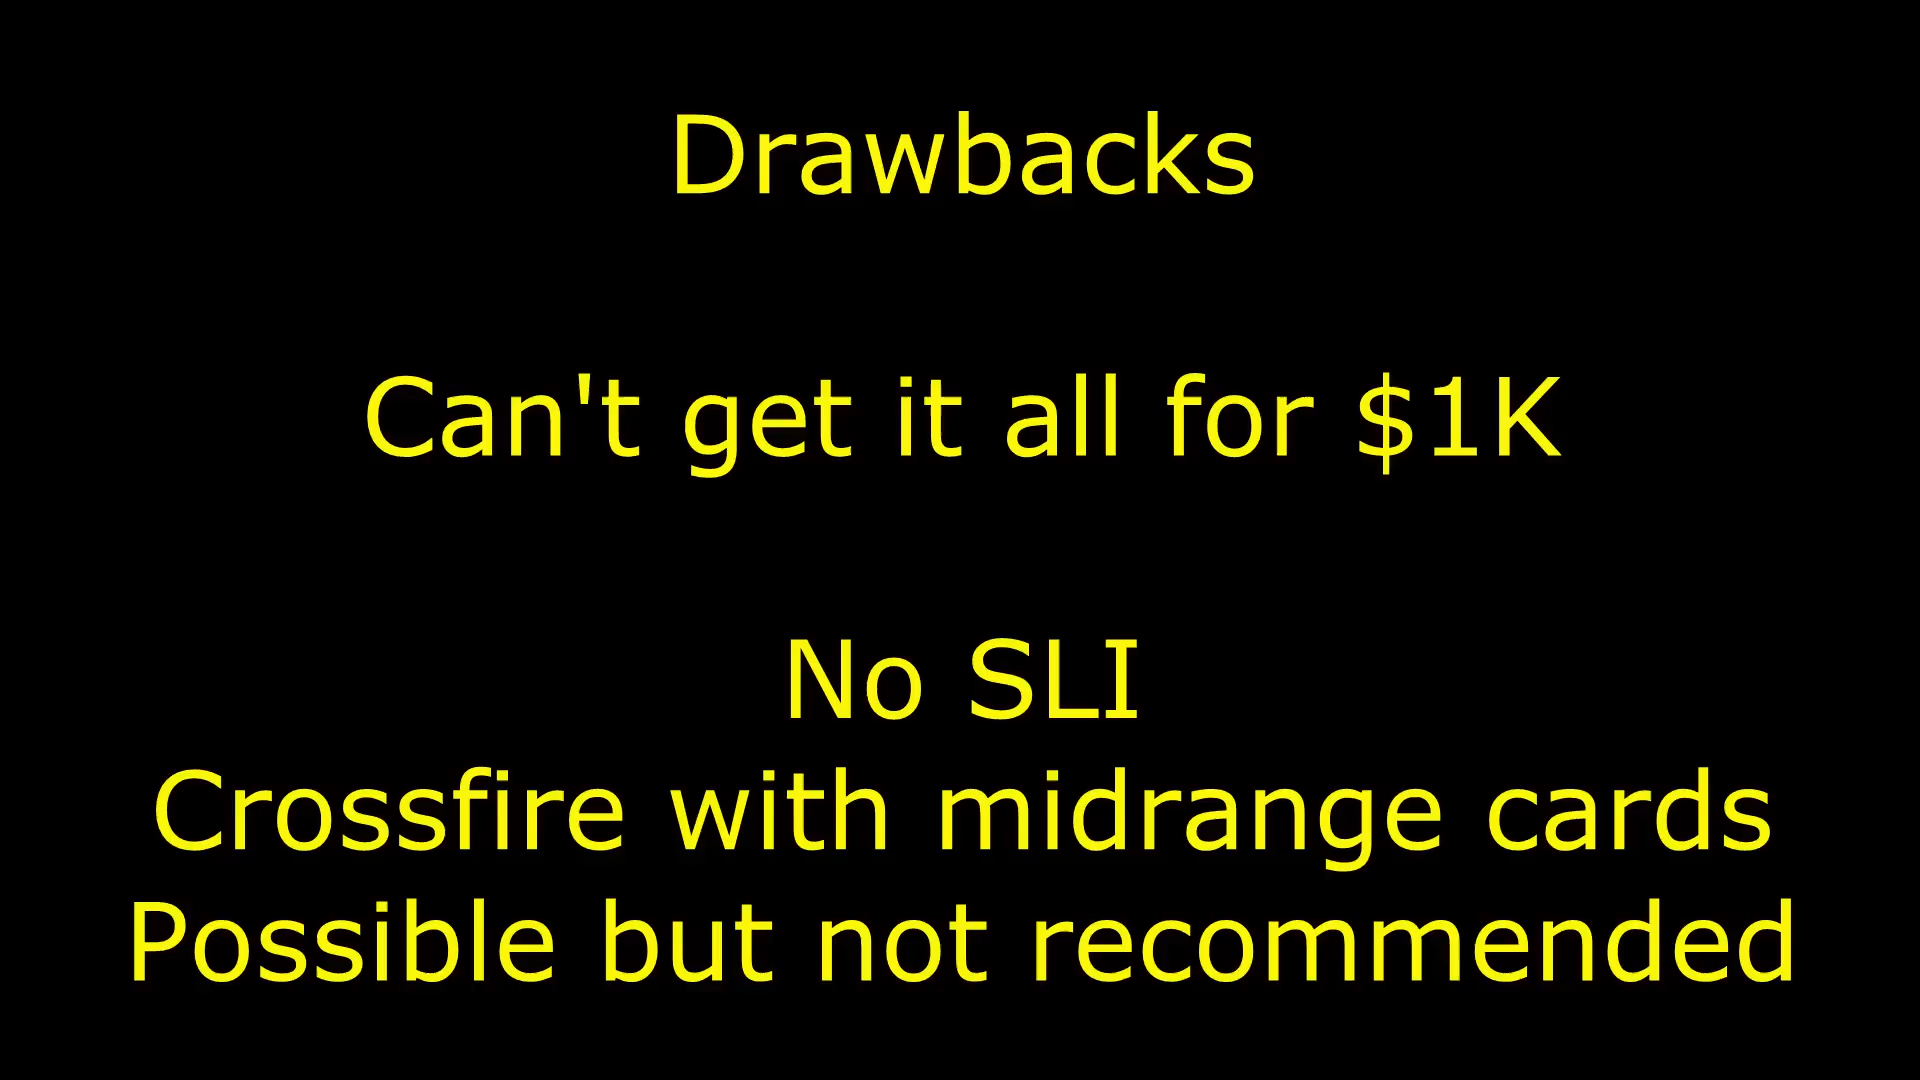 Drawbacks
Can't get it all for $1K
No SLI
Crossfire with midrange cards
Possible but not recommended